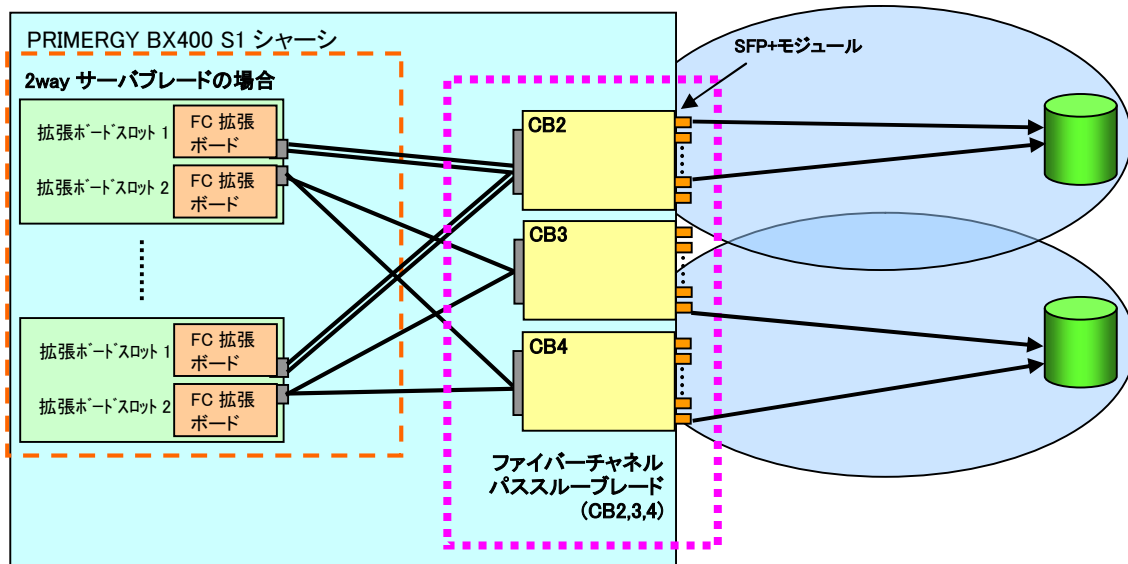 PRIMERGY BX400 S1 シャーシ
2way サーバブレードの場合
拡張ボードスロット 1
FC 拡張
ボード
拡張ボードスロット 2
FC 拡張
ボード
拡張ボードスロット 1
FC 拡張
ボード
拡張ボードスロット 2
FC 拡張
ボード
CB2
CB3
CB4
ファイバーチャネル
パススルーブレード
(CB2,3,4)
SFP+モジュール